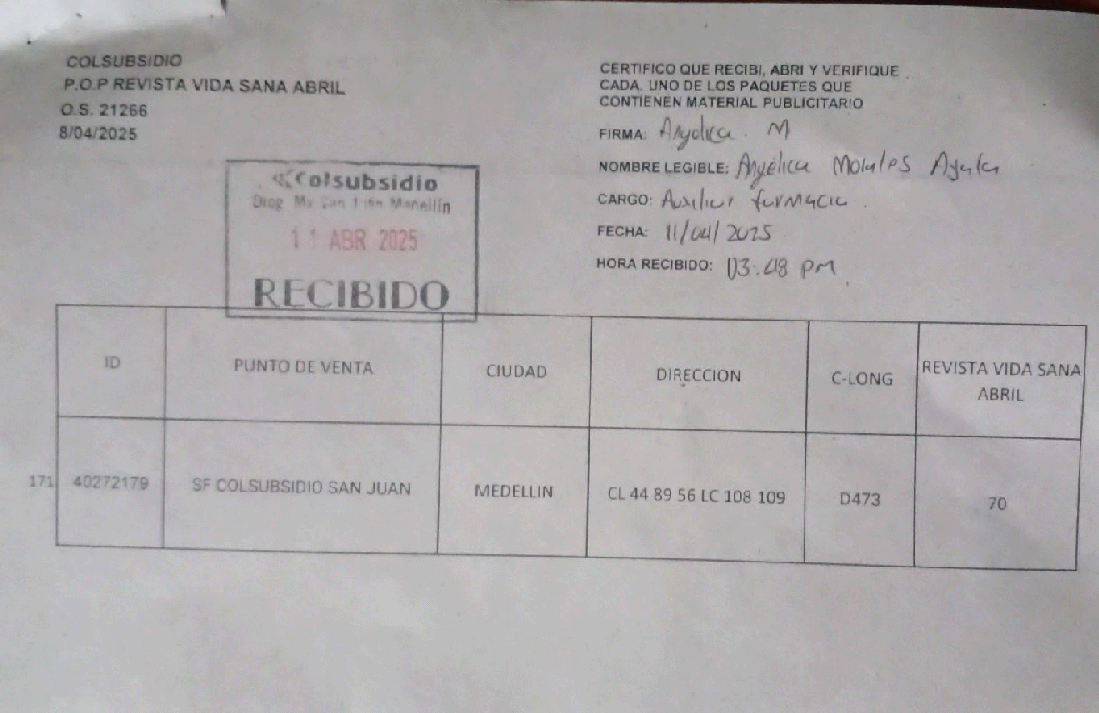 COLSUBSIDIO
P.O.P REVISTA VIDA SANA ABRIL
O.S. 21266
8/04/2025
CERTIFICO QUE RECIBI, ABRI Y VERIFIQUE
CADA UNO DE LOS PAQUETES QUE
CONTIENEN MATERIAL PUBLICITARIO
FIRMA: Angelica M
NOMBRE LEGIBLE: Angélica Morales Ayala
CARGO: Auxiliar farmacia.
FECHA: 11/04/2025
HORA RECIBIDO: 03:48 PM
Colsubsidio
Drog. Medellín
11 ABR 2025
RECIBIDO
ID PUNTO DE VENTA CIUDAD DIRECCION C-LONG REVISTA VIDA SANA ABRIL
171 40272179 SF COLSUBSIDIO SAN JUAN MEDELLIN CL 44 89 56 LC 108 109 D473 70